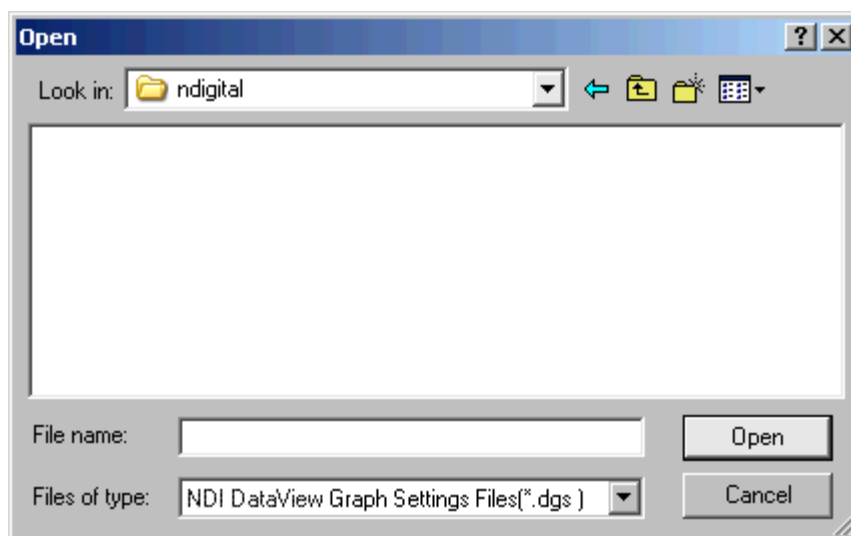 Open
Look in: ndigital
File name:
Open
Files of type: NDI DataView Graph Settings Files(*.dgs )
Cancel